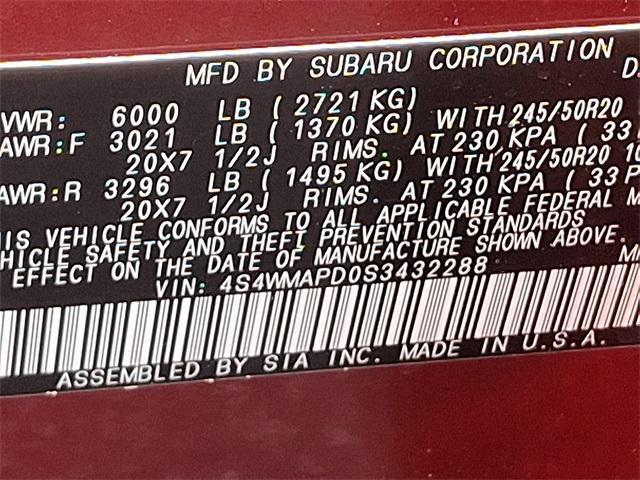 MFD BY SUBARU CORPORATION
VWR: 6000 LB ( 2721 KG)
AWR:F 3021 LB ( 1370 KG) WITH 245/50R20
20X7 1/2J RIMS. AT 230 KPA ( 33
AWR:R 3296 LB ( 1495 KG) WITH 245/50R20
20X7 1/2J RIMS. AT 230 KPA ( 33 P
IS VEHICLE CONFORMS TO ALL APPLICABLE FEDERAL M
HICLE SAFETY AND THEFT PREVENTION STANDARDS
EFFECT ON THE DATE OF MANUFACTURE SHOWN ABOVE.
VIN: 4S4WMAPD0S3432288
ASSEMBLED BY SIA INC. MADE IN U.S.A.